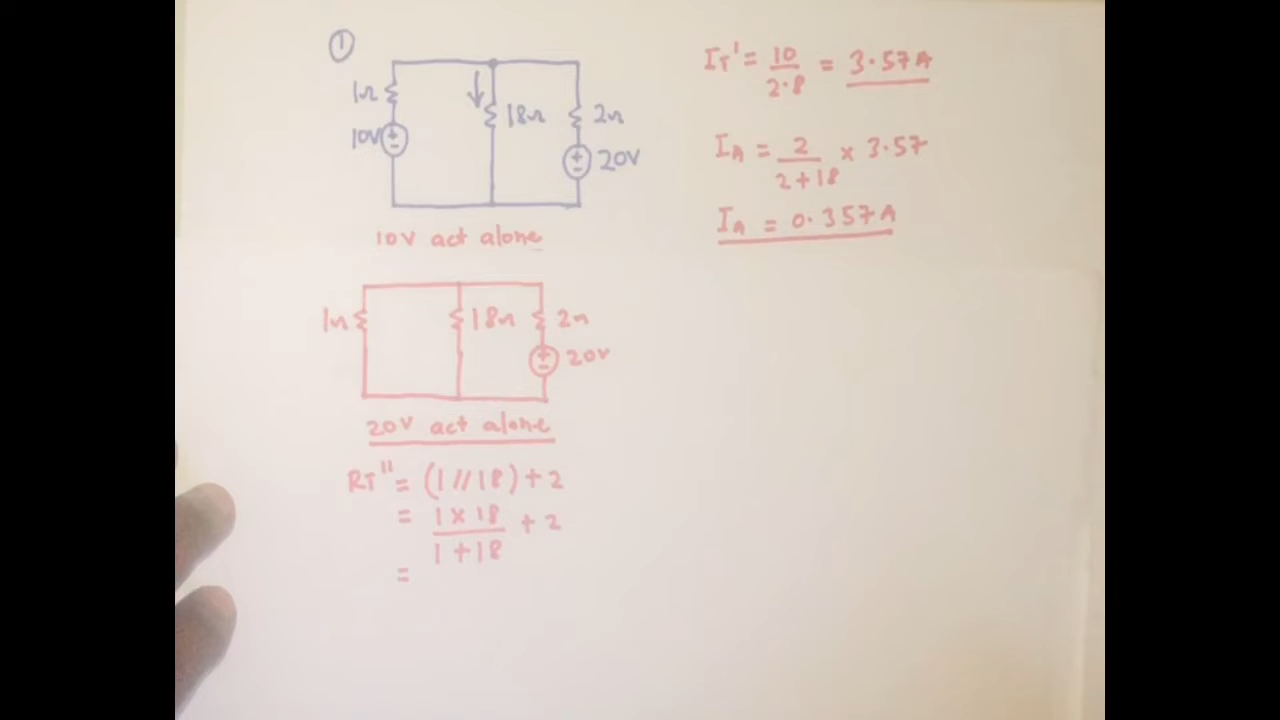 ①
1Ω
10V
18Ω
2Ω
20V
10V act alone
1Ω
18Ω
2Ω
20V
20V act alone
RT" = (1//18)+2
= 1×18/1+18 + 2
=
IT' = 10/2.8 = 3.57A
IA = 2/2+18 × 3.57
IA = 0.357A